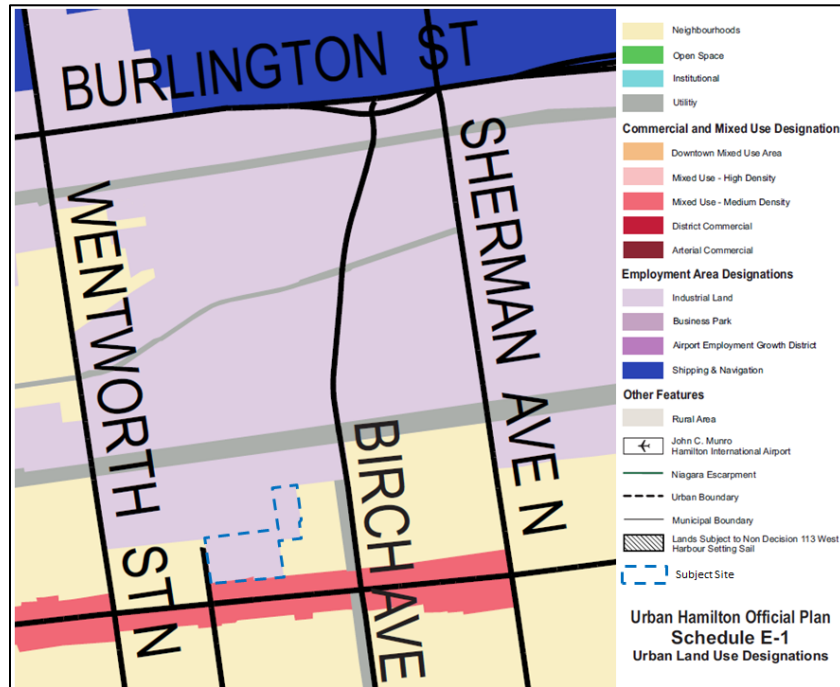 BURLINGTON ST
WENTWORTH ST N
SHERMAN AVE N
BIRCH AVE
Neighbourhoods
Open Space
Institutional
Utilitiy
Commercial and Mixed Use Designation
Downtown Mixed Use Area
Mixed Use - High Density
Mixed Use - Medium Density
District Commercial
Arterial Commercial
Employment Area Designations
Industrial Land
Business Park
Airport Employment Growth District
Shipping & Navigation
Other Features
Rural Area
John C. Munro
Hamilton International Airport
Niagara Escarpment
Urban Boundary
Municipal Boundary
Lands Subject to Non Decision 113 West
Harbour Setting Sail
Subject Site
Urban Hamilton Official Plan
Schedule E-1
Urban Land Use Designations